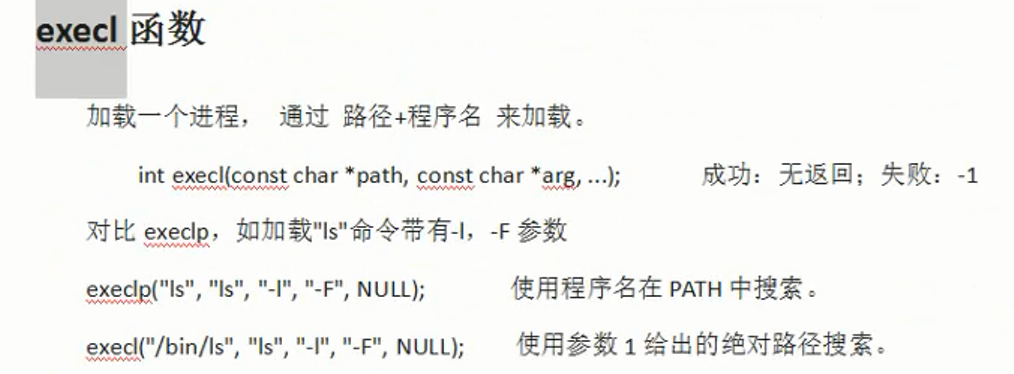 execl 函数
加载一个进程， 通过 路径+程序名 来加载。
int execl(const char *path, const char *arg, ...); 成功：无返回；失败：-1
对比 execlp，如加载"ls"命令带有-l，-F 参数
execlp("ls", "ls", "-l", "-F", NULL); 使用程序名在 PATH 中搜索。
execl("/bin/ls", "ls", "-l", "-F", NULL); 使用参数 1 给出的绝对路径搜索。